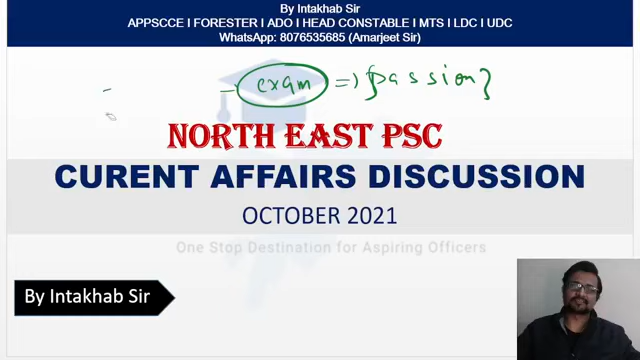 By Intakhab Sir
APPSCCE I FORESTER I ADO I HEAD CONSTABLE I MTS I LDC I UDC
WhatsApp: 8076535685 (Amarjeet Sir)
- exam => {passion}
NORTH EAST PSC
CURENT AFFAIRS DISCUSSION
OCTOBER 2021
One Stop Destination for Aspiring Officers
By Intakhab Sir